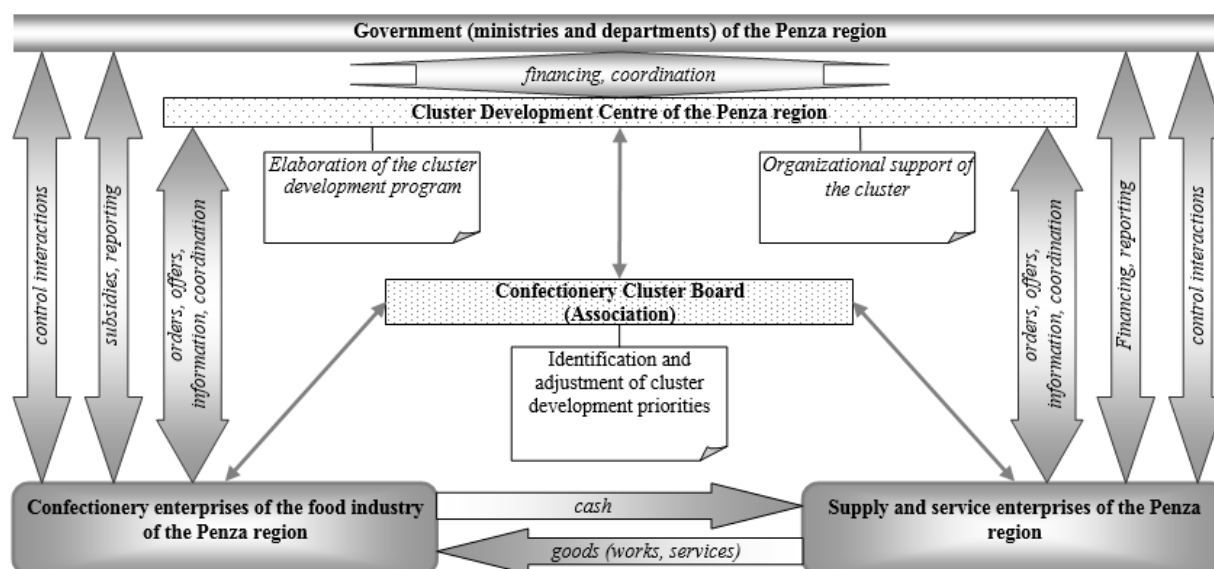 Government (ministries and departments) of the Penza region
financing, coordination
Cluster Development Centre of the Penza region
Elaboration of the cluster
development program
Organizational support of
the cluster
control interactions
subsidies, reporting
orders, offers,
information, coordination
orders, offers,
information, coordination
Financing, reporting
control interactions
Confectionery Cluster Board
(Association)
Identification and
adjustment of cluster
development priorities
Confectionery enterprises of the food industry
of the Penza region
cash
goods (works, services)
Supply and service enterprises of the Penza
region